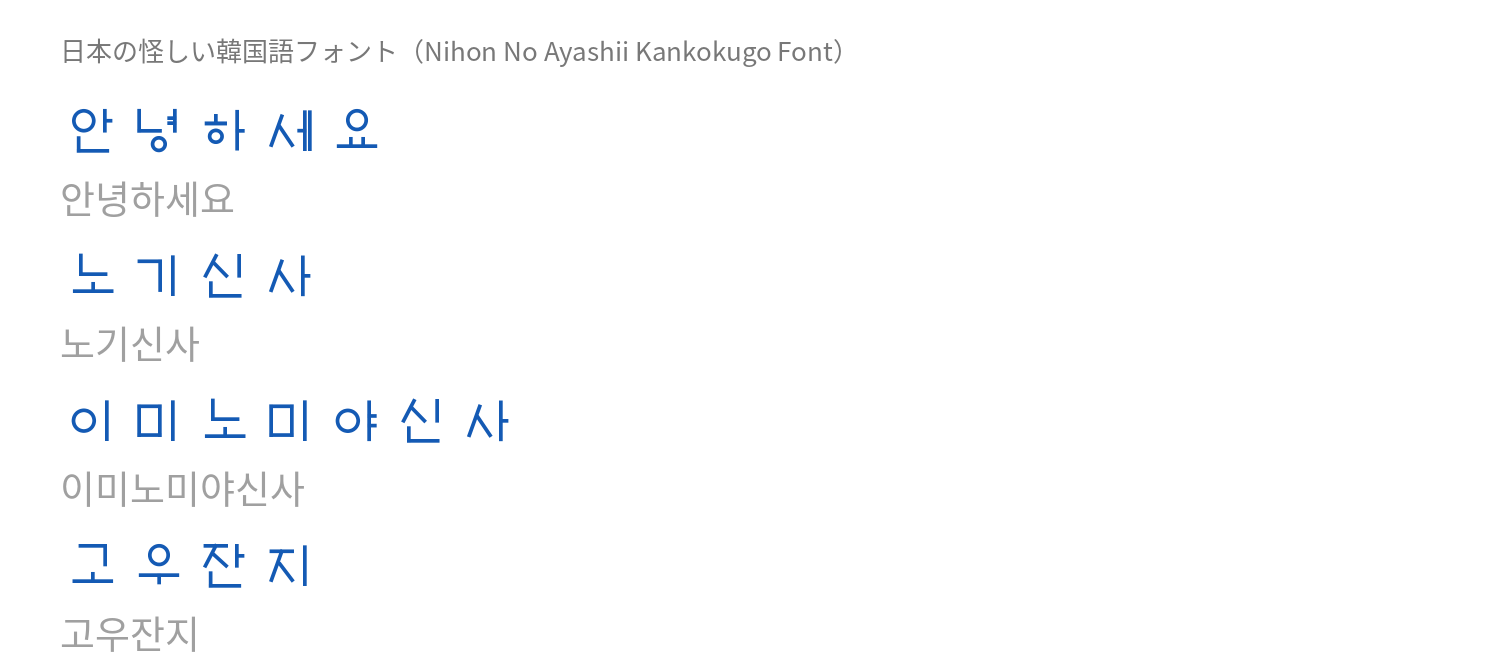 日本の怪しい韓国語フォント（Nihon No Ayashii Kankokugo Font）
안녕하세요
안녕하세요
노기신사
노기신사
이미노미야신사
이미노미야신사
고우잔지
고우잔지